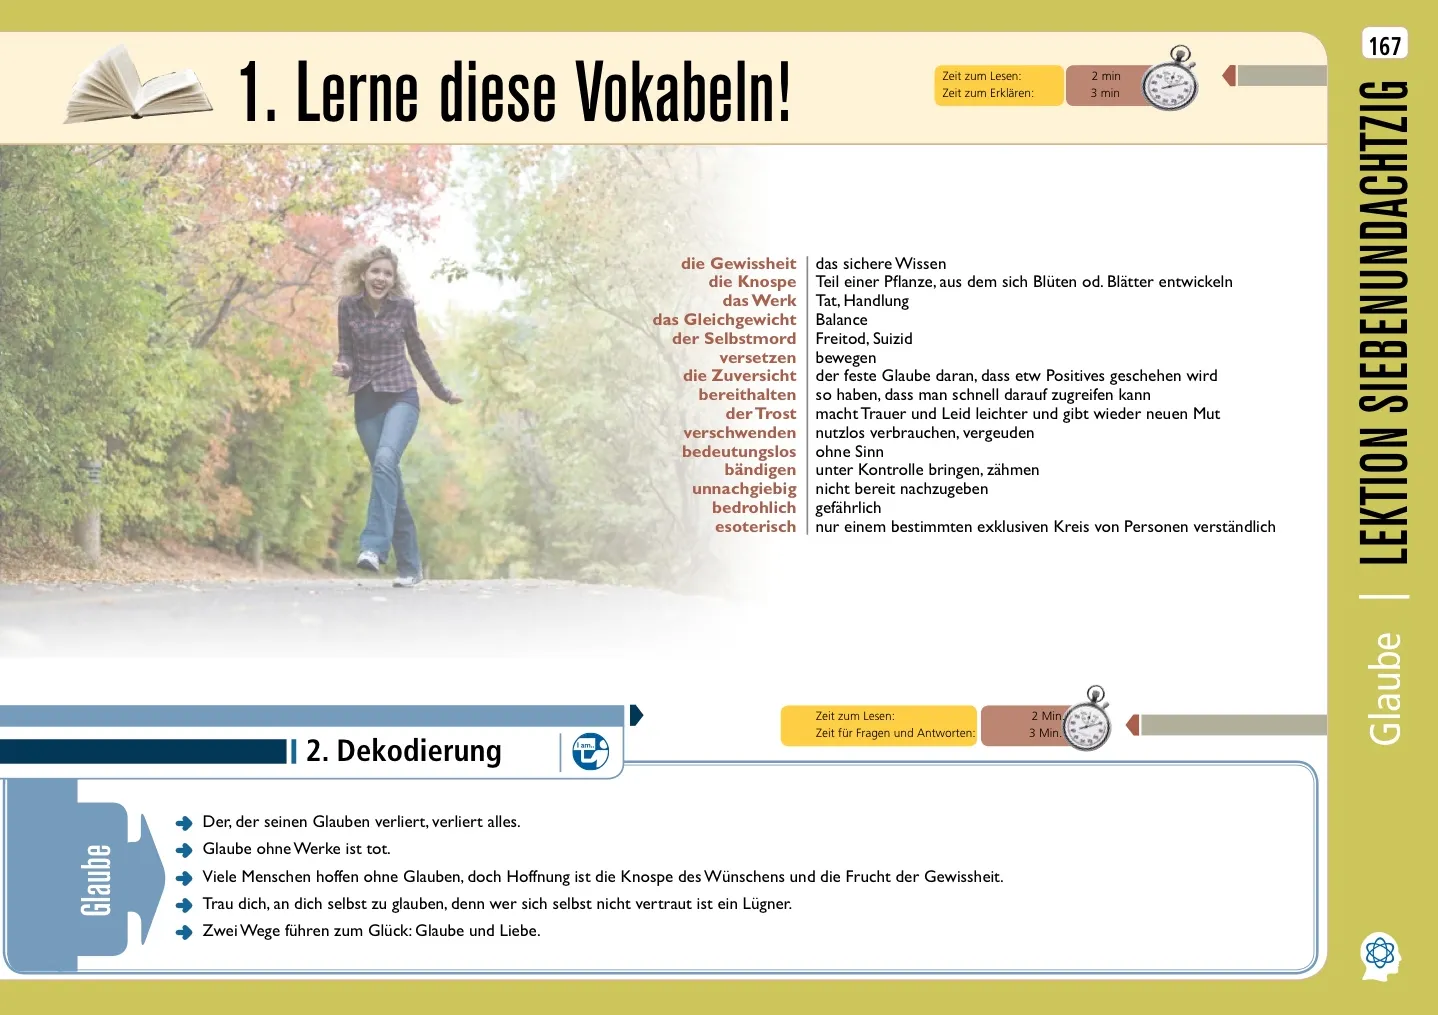 1. Lerne diese Vokabeln!
Zeit zum Lesen: 2 min
Zeit zum Erklären: 3 min
167
LEKTION SIEBENUNDACHTZIG
Glaube
die Gewissheit das sichere Wissen
die Knospe Teil einer Pflanze, aus dem sich Blüten od. Blätter entwickeln
das Werk Tat, Handlung
das Gleichgewicht Balance
der Selbstmord Freitod, Suizid
versetzen bewegen
die Zuversicht der feste Glaube daran, dass etw Positives geschehen wird
bereithalten so haben, dass man schnell darauf zugreifen kann
der Trost macht Trauer und Leid leichter und gibt wieder neuen Mut
verschwenden nutzlos verbrauchen, vergeuden
bedeutungslos ohne Sinn
bändigen unter Kontrolle bringen, zähmen
unnachgiebig nicht bereit nachzugeben
bedrohlich gefährlich
esoterisch nur einem bestimmten exklusiven Kreis von Personen verständlich
2. Dekodierung
I am..
Zeit zum Lesen: 2 Min.
Zeit für Fragen und Antworten: 3 Min.
Glaube
Der, der seinen Glauben verliert, verliert alles.
Glaube ohne Werke ist tot.
Viele Menschen hoffen ohne Glauben, doch Hoffnung ist die Knospe des Wünschens und die Frucht der Gewissheit.
Trau dich, an dich selbst zu glauben, denn wer sich selbst nicht vertraut ist ein Lügner.
Zwei Wege führen zum Glück: Glaube und Liebe.